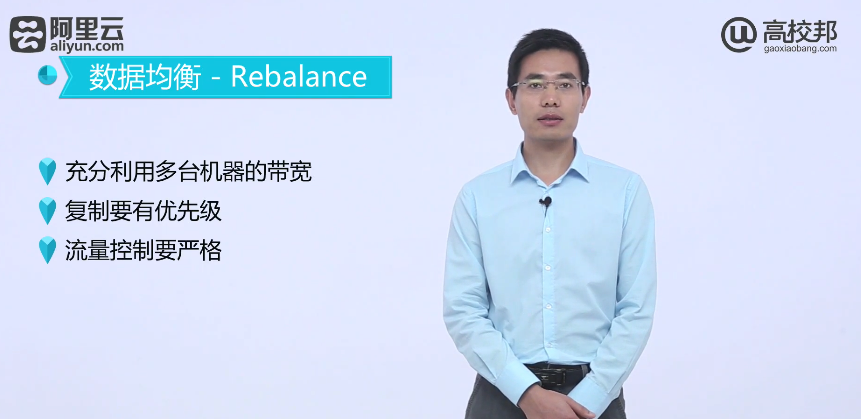 阿里云
aliyun.com
高校邦
gaoxiaobang.com
数据均衡 - Rebalance
充分利用多台机器的带宽
复制要有优先级
流量控制要严格